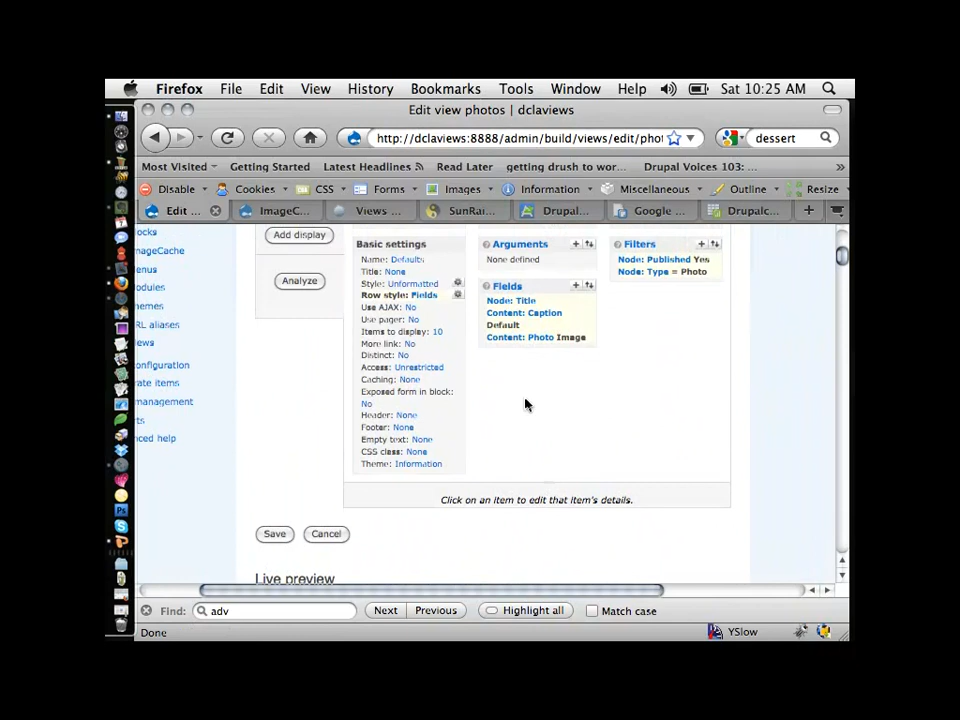 Firefox File Edit View History Bookmarks Tools Window Help Sat 10:25 AM
Edit view photos | dclaviews
http://dclaviews:8888/admin/build/views/edit/phot dessert
Most Visited Getting Started Latest Headlines Read Later getting drush to wor... Drupal Voices 103:... »
Disable Cookies CSS Forms Images Information Miscellaneous Outline Resize
Edit ... ImageC... Views ... SunRai... Drupal... Google ... Drupalc...
ocks
nageCache
enus
odules
emes
RL aliases
ews
onfiguration
ate items
management
rts
nced help
Add display
Analyze
Basic settings
Name: Defaults
Title: None
Style: Unformatted
Row style: Fields
Use AJAX: No
Use pager: No
Items to display: 10
More link: No
Distinct: No
Access: Unrestricted
Caching: None
Exposed form in block:
No
Header: None
Footer: None
Empty text: None
CSS class: None
Theme: Information
Arguments
None defined
Fields
Node: Title
Content: Caption
Default
Content: Photo Image
Filters
Node: Published Yes
Node: Type = Photo
Click on an item to edit that item's details.
Save Cancel
Live preview
Find: adv Next Previous Highlight all Match case
Done YSlow